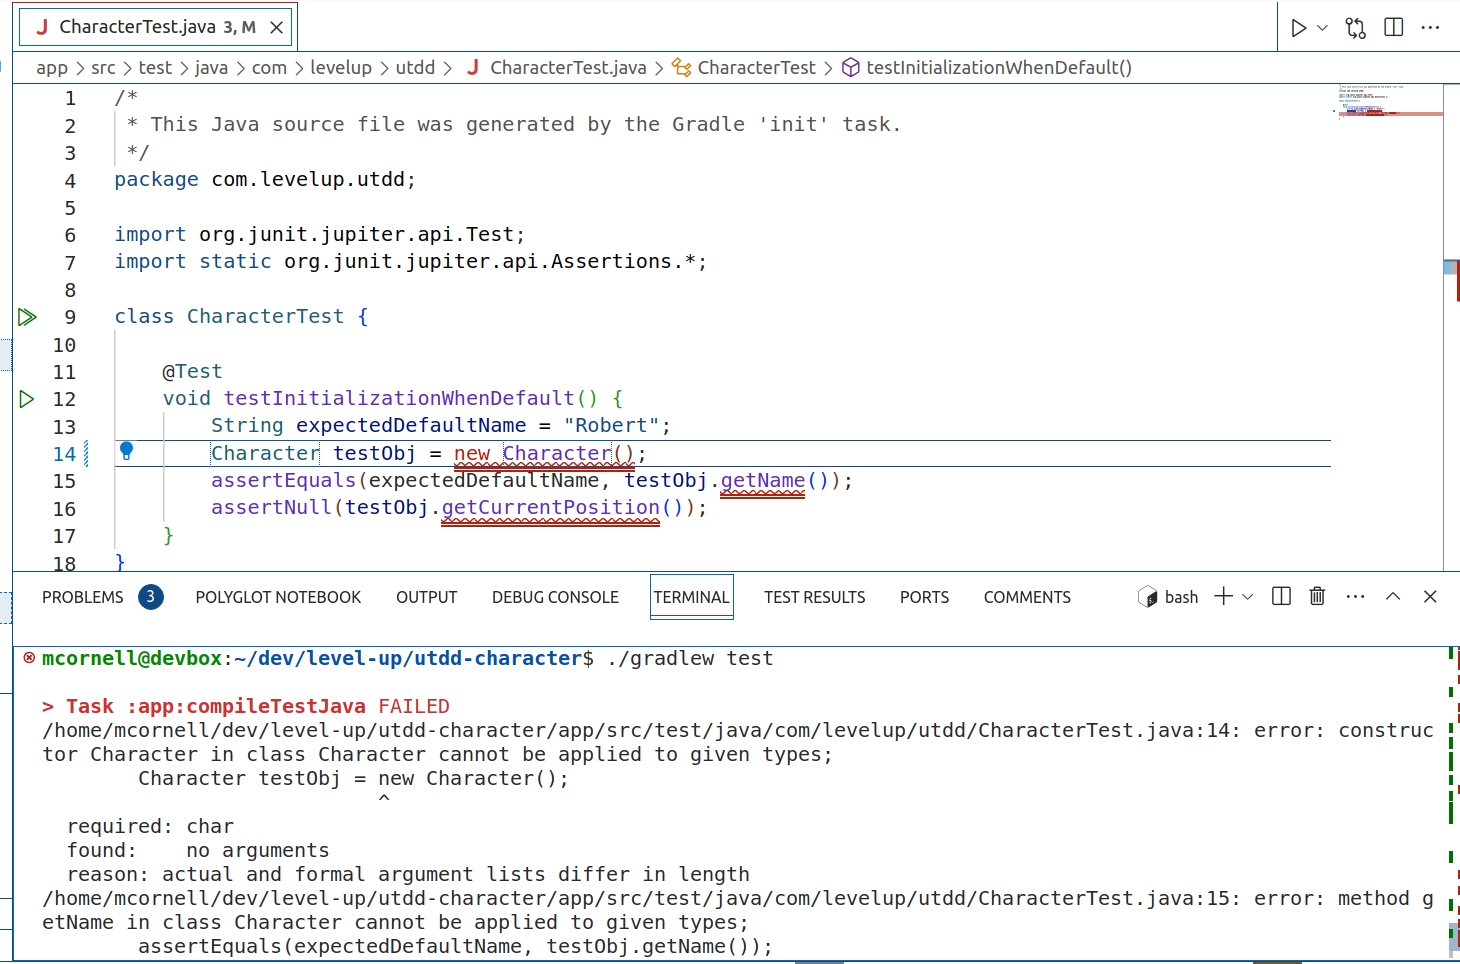 J CharacterTest.java 3, M
app > src > test > java > com > levelup > utdd > J CharacterTest.java > CharacterTest > testInitializationWhenDefault()
1 /*
2  * This Java source file was generated by the Gradle 'init' task.
3  */
4 package com.levelup.utdd;
5
6 import org.junit.jupiter.api.Test;
7 import static org.junit.jupiter.api.Assertions.*;
8
9 class CharacterTest {
10
11     @Test
12     void testInitializationWhenDefault() {
13         String expectedDefaultName = "Robert";
14         Character testObj = new Character();
15         assertEquals(expectedDefaultName, testObj.getName());
16         assertNull(testObj.getCurrentPosition());
17     }
18 }
PROBLEMS 3 POLYGLOT NOTEBOOK OUTPUT DEBUG CONSOLE TERMINAL TEST RESULTS PORTS COMMENTS bash
mcornell@devbox:~/dev/level-up/utdd-character$ ./gradlew test
> Task :app:compileTestJava FAILED
/home/mcornell/dev/level-up/utdd-character/app/src/test/java/com/levelup/utdd/CharacterTest.java:14: error: construc
tor Character in class Character cannot be applied to given types;
        Character testObj = new Character();
                            ^
  required: char
  found:    no arguments
  reason: actual and formal argument lists differ in length
/home/mcornell/dev/level-up/utdd-character/app/src/test/java/com/levelup/utdd/CharacterTest.java:15: error: method g
etName in class Character cannot be applied to given types;
        assertEquals(expectedDefaultName, testObj.getName());